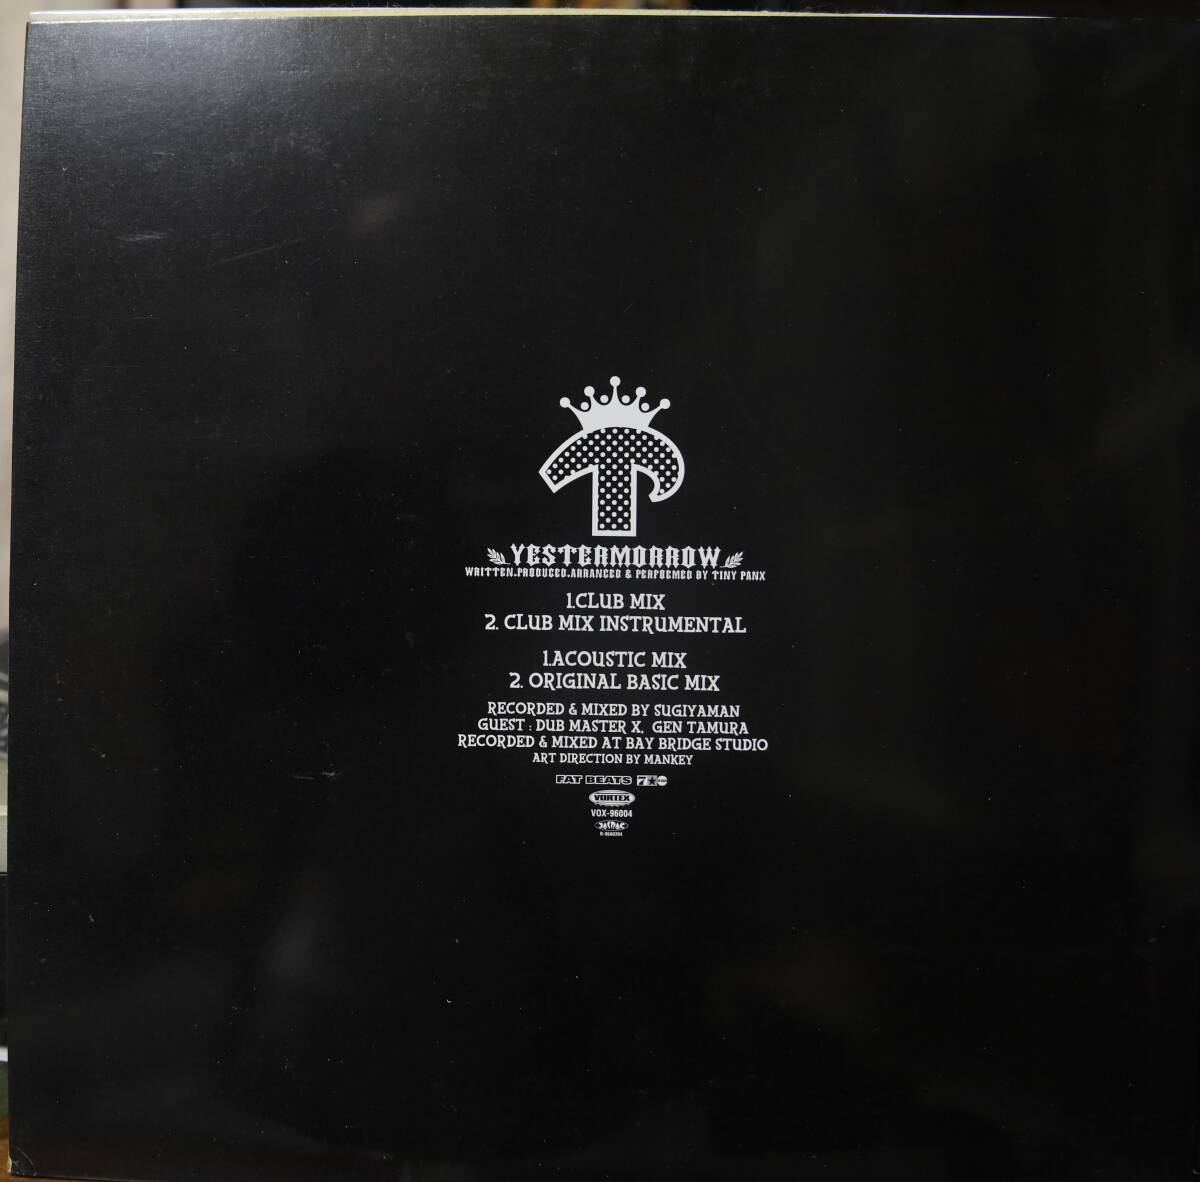 YESTERMORROW
WRITTEN.PRODUCED.ARRANGED & PERFORMED BY TINY PANX
1.CLUB MIX
2. CLUB MIX INSTRUMENTAL
1.ACOUSTIC MIX
2. ORIGINAL BASIC MIX
RECORDED & MIXED BY SUGIYAMAN
GUEST : DUB MASTER X, GEN TAMURA
RECORDED & MIXED AT BAY BRIDGE STUDIO
ART DIRECTION BY MANKEY
FAT BEATS
VORTEX
VOX-96004